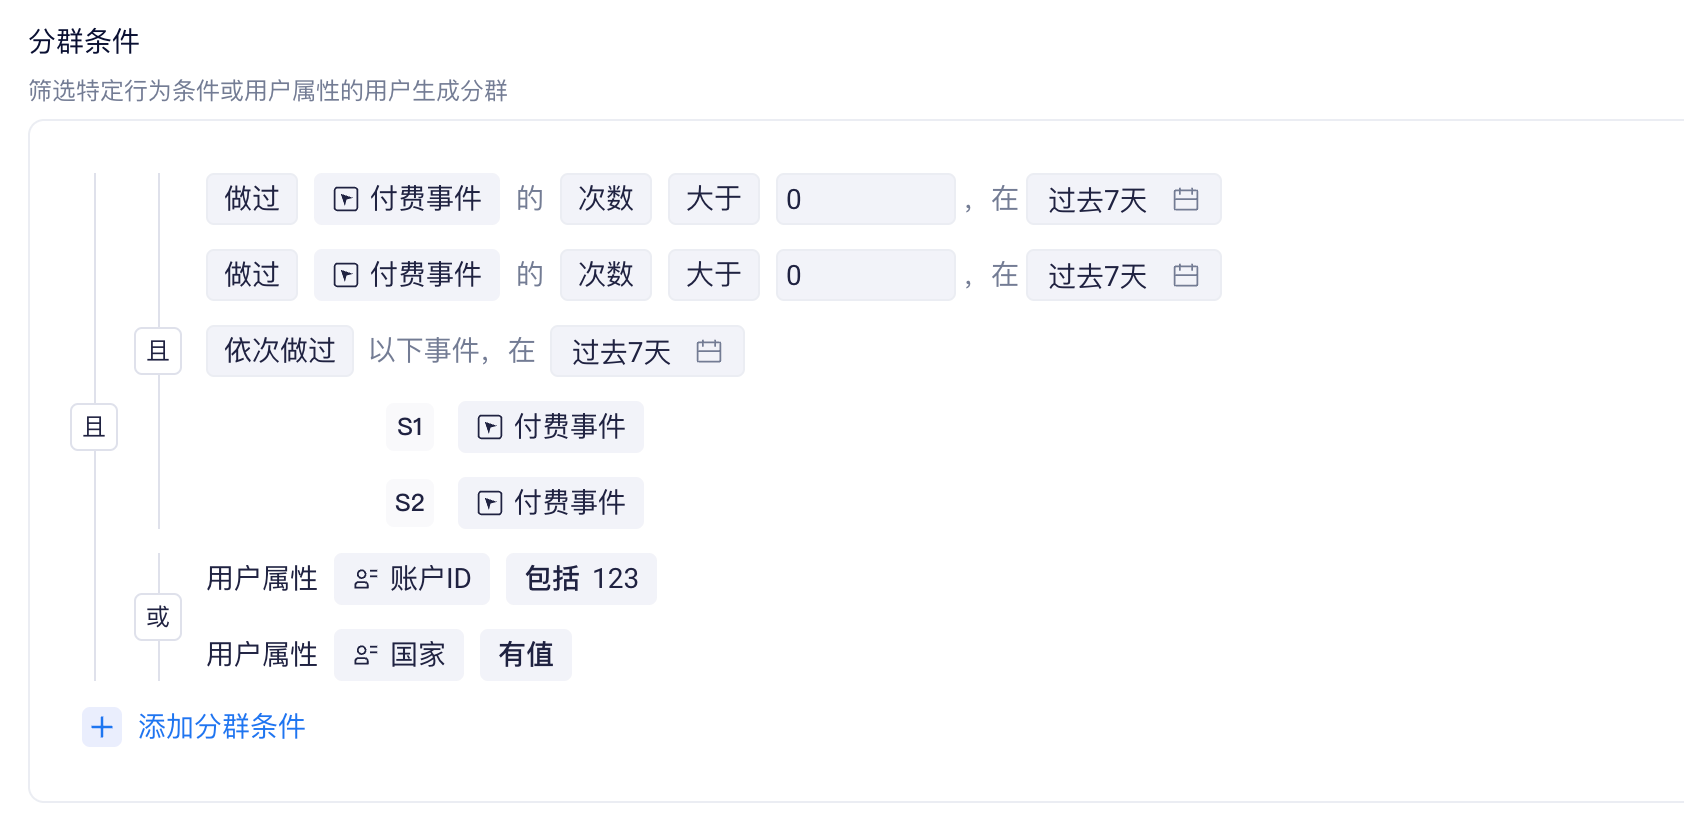 分群条件
筛选特定行为条件或用户属性的用户生成分群
做过 付费事件 的 次数 大于 0 ，在 过去7天
做过 付费事件 的 次数 大于 0 ，在 过去7天
且 依次做过 以下事件，在 过去7天
且 S1 付费事件
S2 付费事件
用户属性 账户ID 包括 123
或
用户属性 国家 有值
添加分群条件